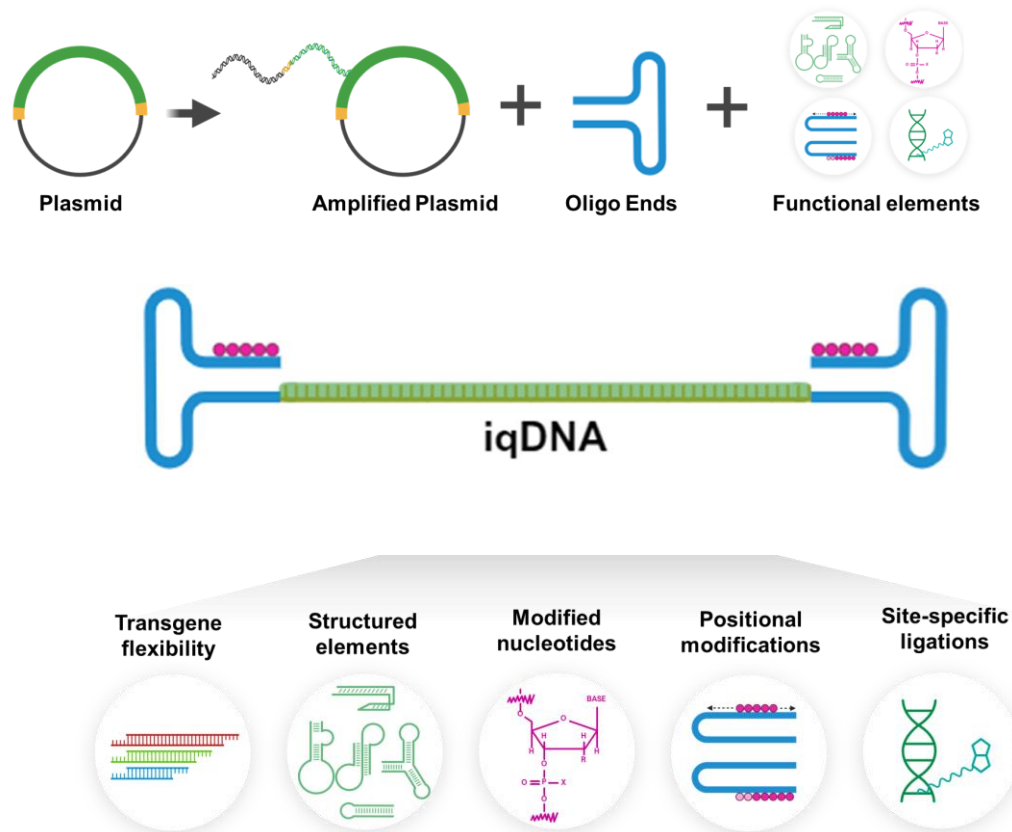 BASE
Plasmid
Amplified Plasmid
Oligo Ends
Functional elements
iqDNA
Transgene
flexibility
Structured
elements
Modified
nucleotides
Positional
modifications
Site-specific
ligations
BASE
O
O
H
H
H
H
O
R
O
P
X
O